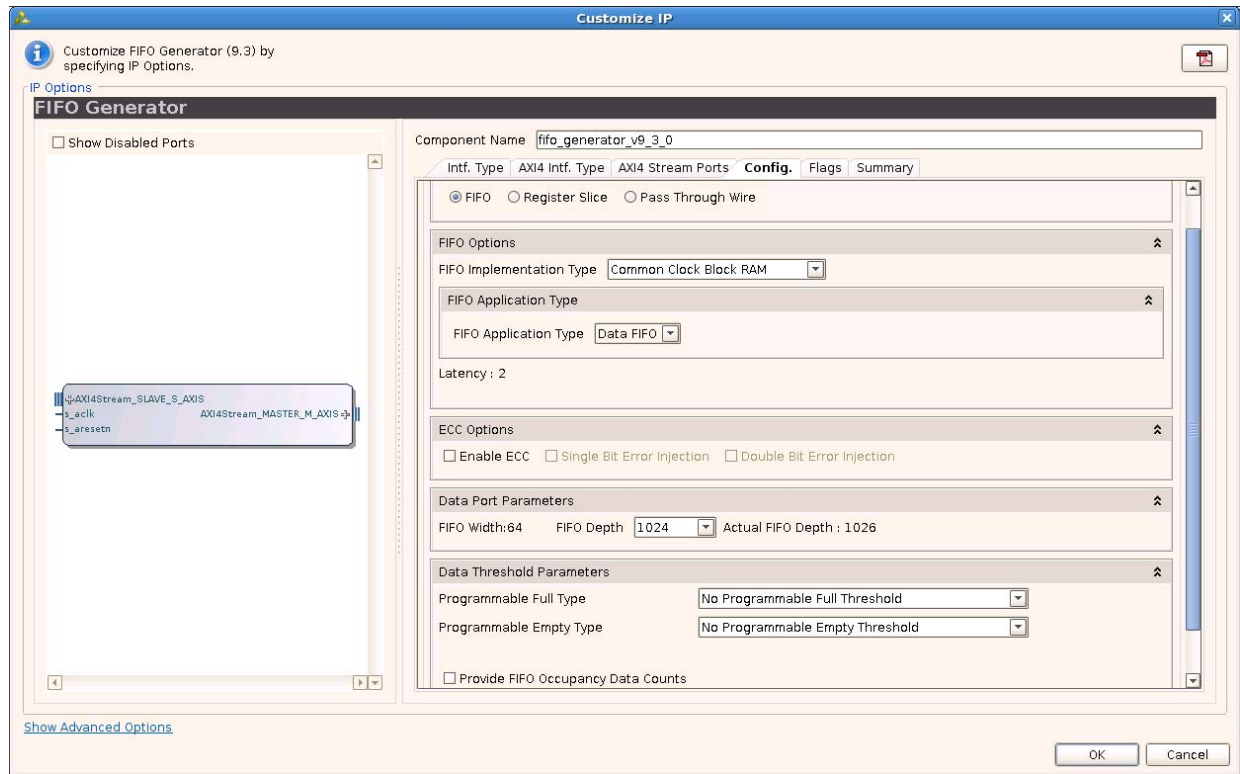 Customize IP
Customize FIFO Generator (9.3) by
specifying IP Options.
IP Options
FIFO Generator
Show Disabled Ports
AXI4Stream_SLAVE_S_AXIS
s_aclk
AXI4Stream_MASTER_M_AXIS
s_aresetn
Component Name fifo_generator_v9_3_0
Intf. Type AXI4 Intf. Type AXI4 Stream Ports Config. Flags Summary
FIFO Register Slice Pass Through Wire
FIFO Options
FIFO Implementation Type Common Clock Block RAM
FIFO Application Type
FIFO Application Type Data FIFO
Latency : 2
ECC Options
Enable ECC Single Bit Error Injection Double Bit Error Injection
Data Port Parameters
FIFO Width:64 FIFO Depth 1024 Actual FIFO Depth : 1026
Data Threshold Parameters
Programmable Full Type No Programmable Full Threshold
Programmable Empty Type No Programmable Empty Threshold
Provide FIFO Occupancy Data Counts
Show Advanced Options
OK Cancel